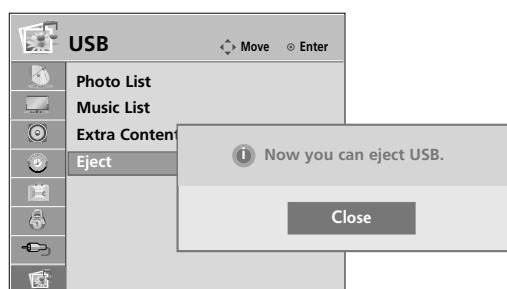 USB Move Enter
Photo List
Music List
Extra Content
Eject
Now you can eject USB.
Close